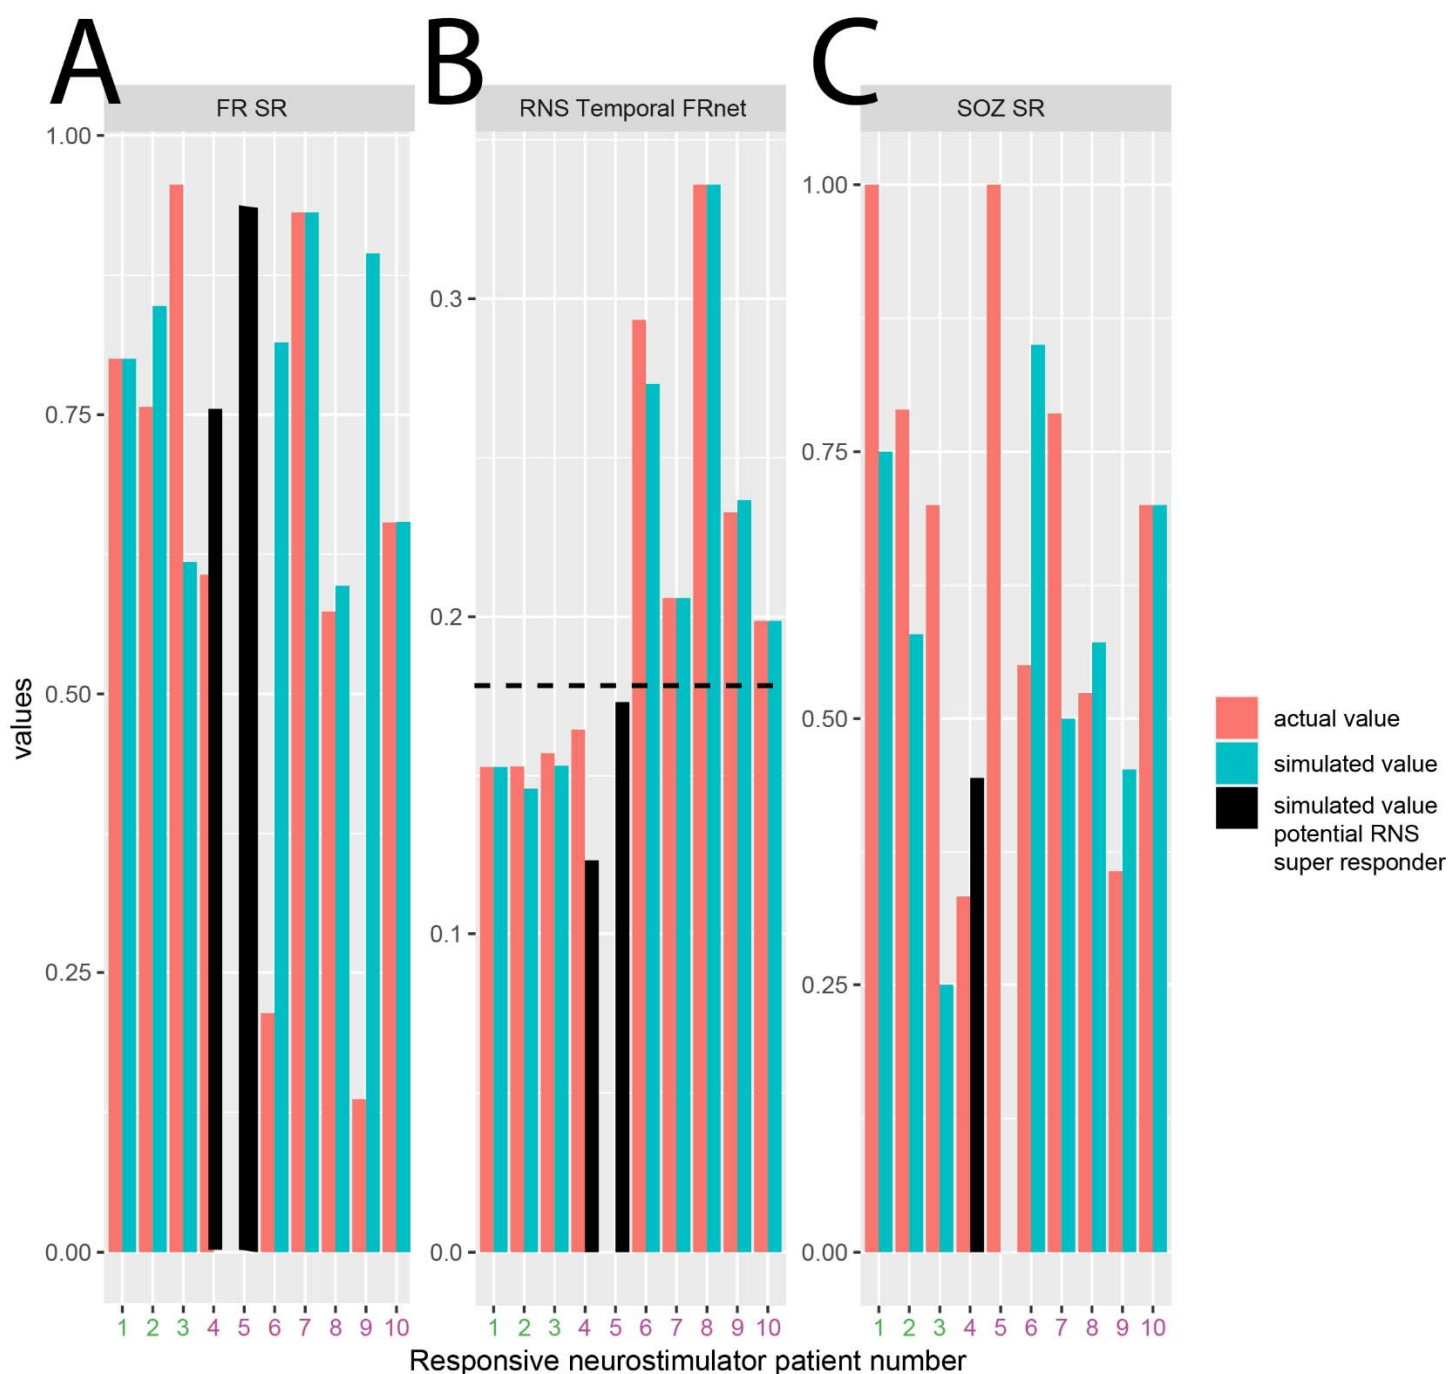 A
B
C
FR SR
RNS Temporal FRnet
SOZ SR
values
1.00
0.75
0.50
0.25
0.00
0.3
0.2
0.1
0.0
1.00
0.75
0.50
0.25
0.00
1 2 3 4 5 6 7 8 9 10
1 2 3 4 5 6 7 8 9 10
1 2 3 4 5 6 7 8 9 10
Responsive neurostimulator patient number
actual value
simulated value
simulated value
potential RNS
super responder